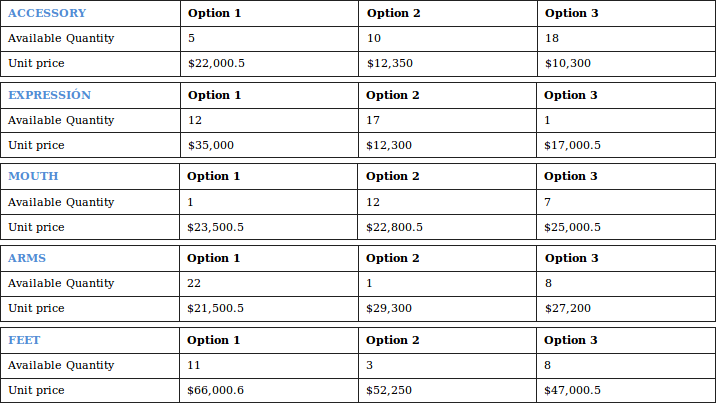 ACCESSORY Option 1 Option 2 Option 3
Available Quantity 5 10 18
Unit price $22,000.5 $12,350 $10,300
EXPRESSIÓN Option 1 Option 2 Option 3
Available Quantity 12 17 1
Unit price $35,000 $12,300 $17,000.5
MOUTH Option 1 Option 2 Option 3
Available Quantity 1 12 7
Unit price $23,500.5 $22,800.5 $25,000.5
ARMS Option 1 Option 2 Option 3
Available Quantity 22 1 8
Unit price $21,500.5 $29,300 $27,200
FEET Option 1 Option 2 Option 3
Available Quantity 11 3 8
Unit price $66,000.6 $52,250 $47,000.5